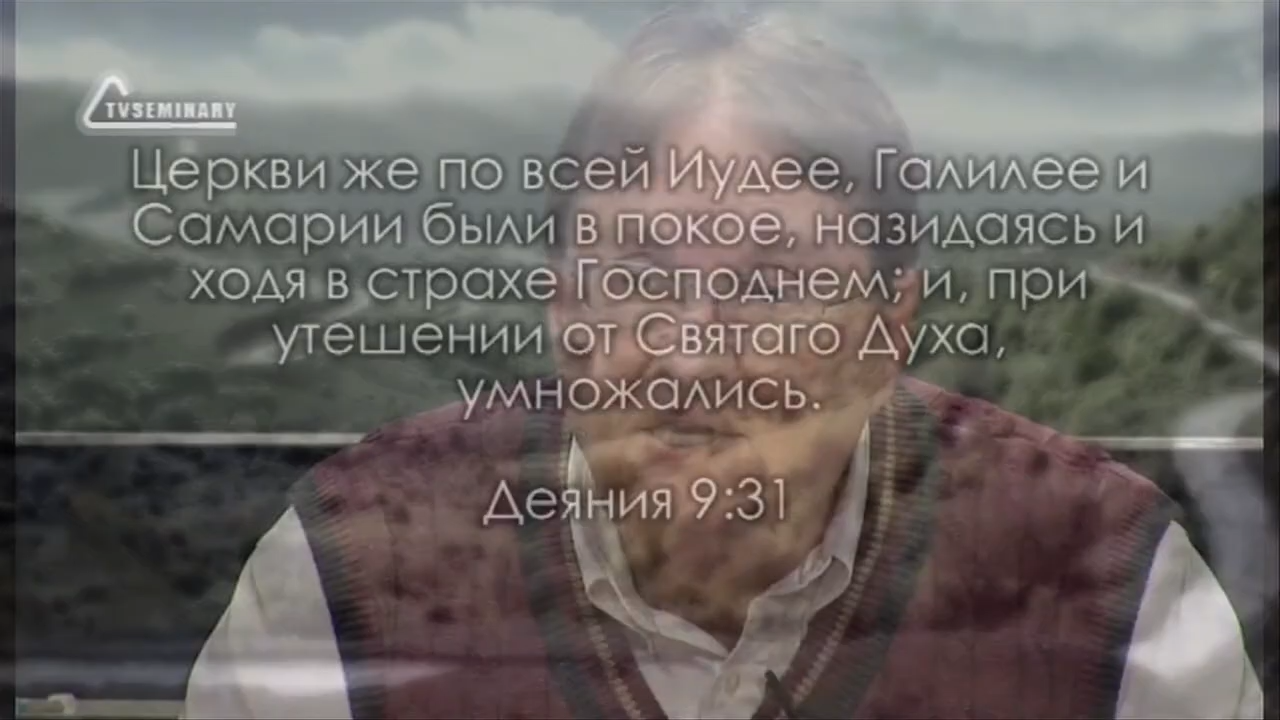 TVSEMINARY
Церкви же по всей Иудее, Галилее и
Самарии были в покое, назидаясь и
ходя в страхе Господнем; и, при
утешении от Святаго Духа,
умножались.
Деяния 9:31